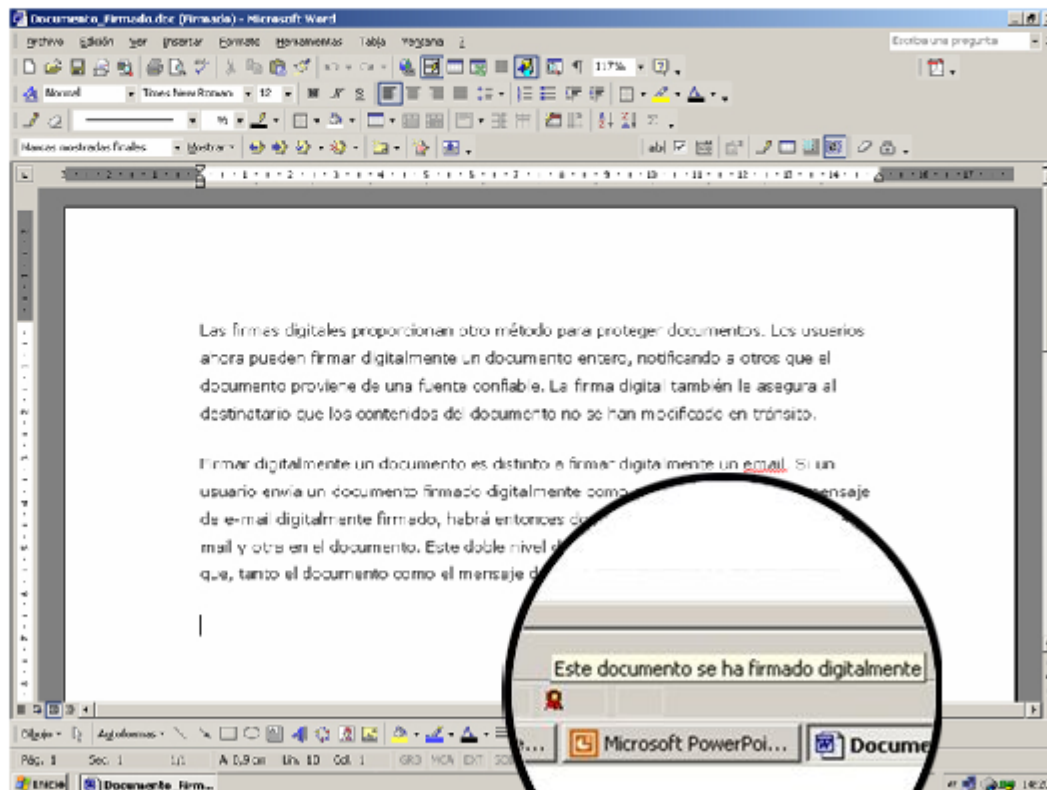 Documento_Firmado.doc (Firmado) - Microsoft Word
Archivo Edición Ver Insertar Formato Herramientas Tabla Ventana ?
Escriba una pregunta
117%
Normal Times New Roman 12 N K S
Marcas mostradas finales Mostrar
Las firmas digitales proporcionan otro método para proteger documentos. Los usuarios
ahora pueden firmar digitalmente un documento entero, notificando a otros que el
documento proviene de una fuente confiable. La firma digital también le asegura al
destinatario que los contenidos del documento no se han modificado en tránsito.
Firmar digitalmente un documento es distinto a firmar digitalmente un email. Si un
usuario envía un documento firmado digitalmente como mensaje
de e-mail digitalmente firmado, habrá entonces
mail y otra en el documento. Este doble nivel
que, tanto el documento como el mensaje
Este documento se ha firmado digitalmente
Microsoft PowerPoi... Docume
Dibujo Autoformas
Pág. 1 Sec. 1 1/1 A 0,9 cm Lín. 10 Col. 1 GRB MCA EXT
Inicio Documento_Firm...